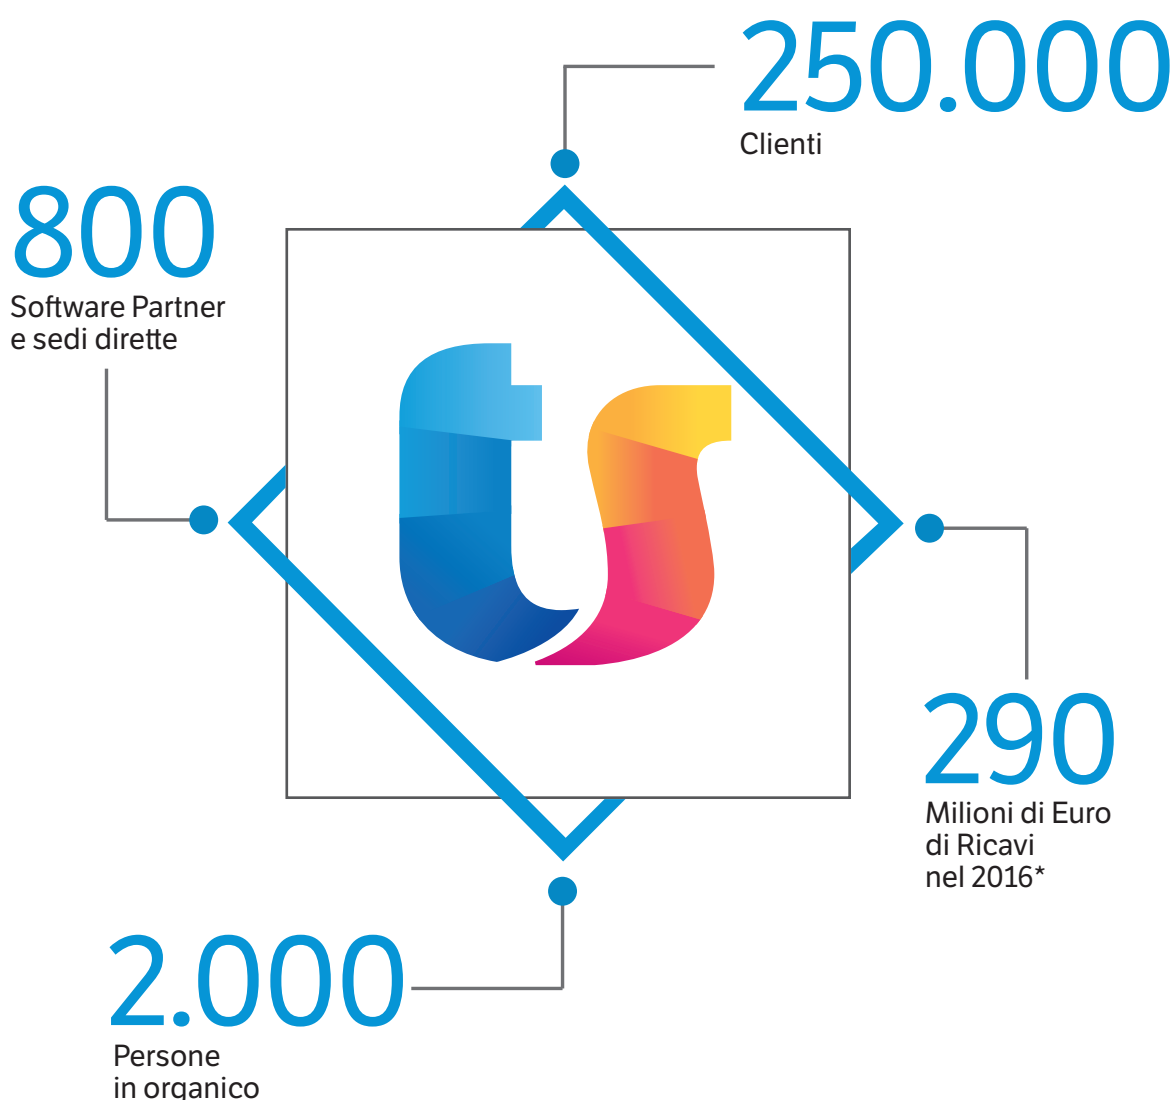 250.000
Clienti
800
Software Partner
e sedi dirette
ts
290
Milioni di Euro
di Ricavi
nel 2016*
2.000
Persone
in organico